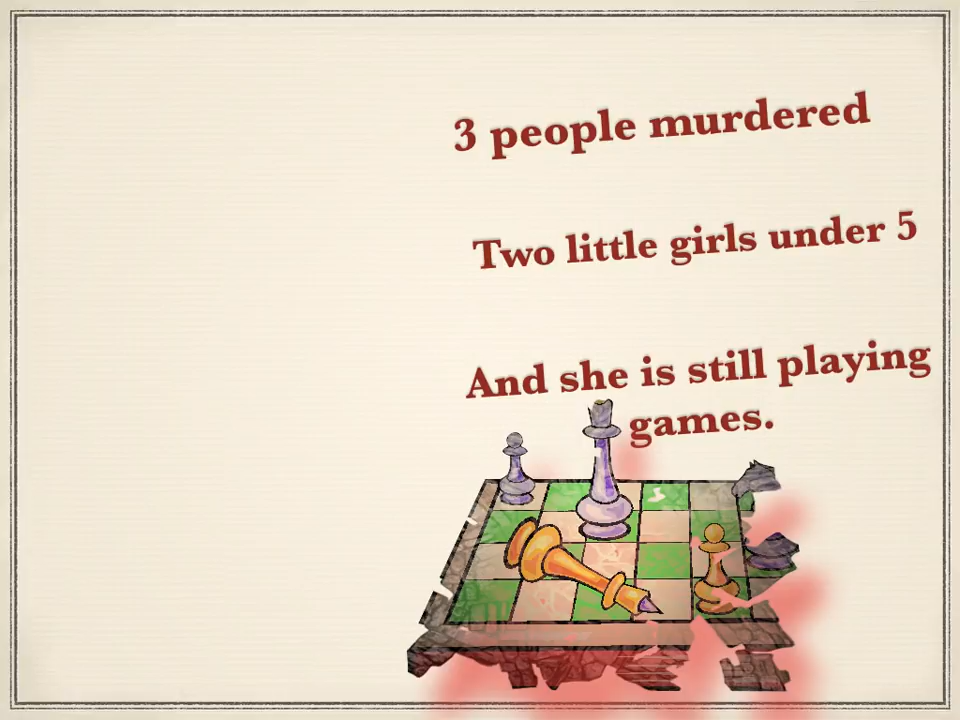 3 people murdered
Two little girls under 5
And she is still playing
games.